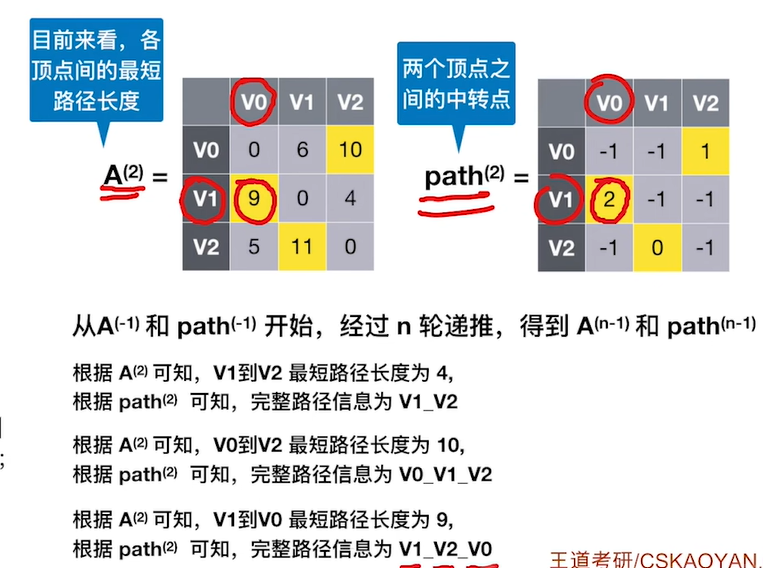 目前来看，各
顶点间的最短
路径长度
两个顶点之
间的中转点
V0 V1 V2
V0 0 6 10
A(2) = V1 9 0 4
V2 5 11 0
V0 V1 V2
V0 -1 -1 1
path(2) = V1 2 -1 -1
V2 -1 0 -1
从A(-1) 和 path(-1) 开始，经过 n 轮递推，得到 A(n-1) 和 path(n-1)
根据 A(2) 可知，V1到V2 最短路径长度为 4,
根据 path(2) 可知，完整路径信息为 V1_V2
根据 A(2) 可知，V0到V2 最短路径长度为 10,
根据 path(2) 可知，完整路径信息为 V0_V1_V2
根据 A(2) 可知，V1到V0 最短路径长度为 9,
根据 path(2) 可知，完整路径信息为 V1_V2_V0
;
王道考研/CSKAOYAN.